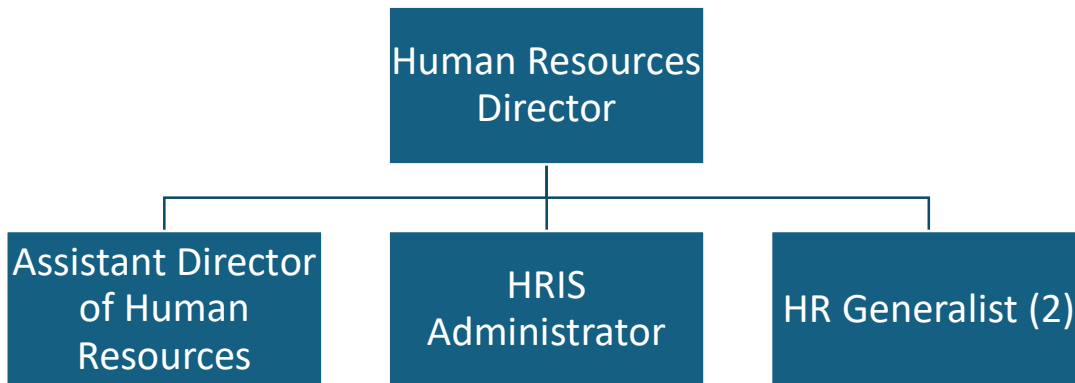 Human Resources
Director
Assistant Director
of Human
Resources
HRIS
Administrator
HR Generalist (2)